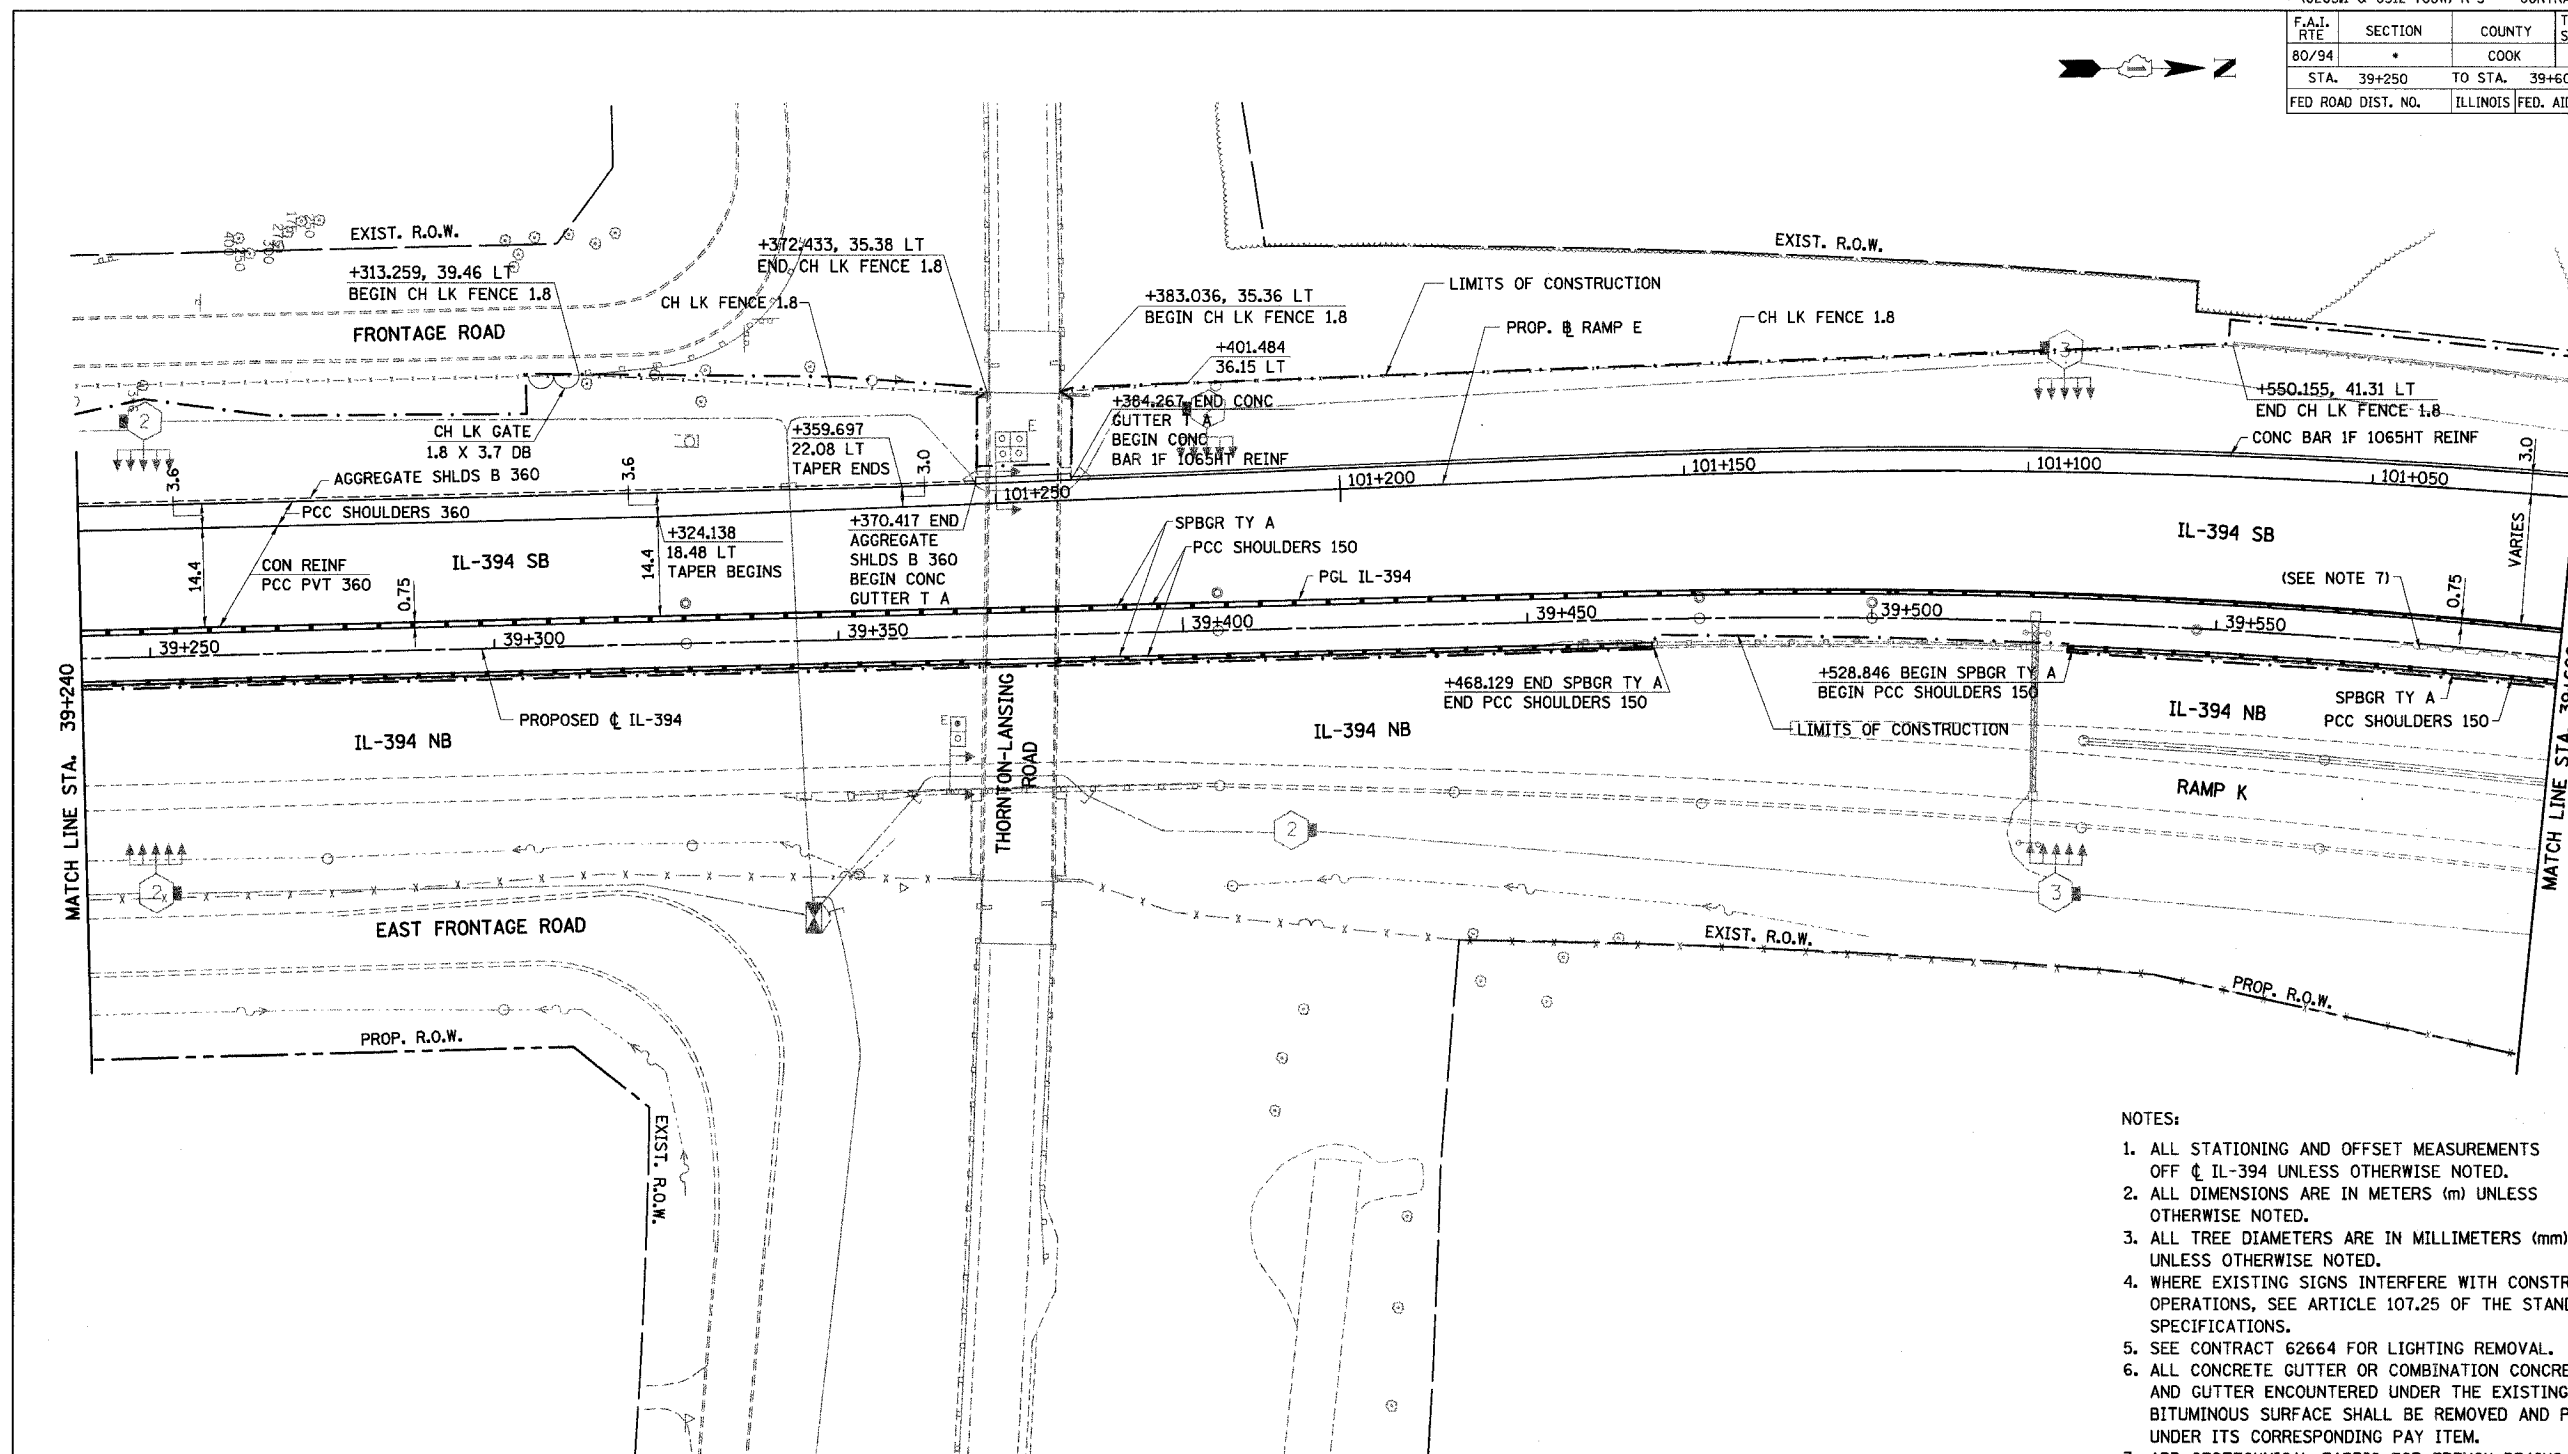 F.A.I.
RTE
SECTION
COUNTY
80/94
*
COOK
STA. 39+250 TO STA. 39+60
FED ROAD DIST. NO.
ILLINOIS
FED. AI
N
EXIST. R.O.W.
+313.259, 39.46 LT
BEGIN CH LK FENCE 1.8
FRONTAGE ROAD
CH LK FENCE 1.8
+372.433, 35.38 LT
END CH LK FENCE 1.8
+383.036, 35.36 LT
BEGIN CH LK FENCE 1.8
+401.484
36.15 LT
LIMITS OF CONSTRUCTION
PROP. ⅊ RAMP E
CH LK FENCE 1.8
EXIST. R.O.W.
+550.155, 41.31 LT
END CH LK FENCE 1.8
CONC BAR 1F 1065HT REINF
3
2
CH LK GATE
1.8 X 3.7 DB
AGGREGATE SHLDS B 360
PCC SHOULDERS 360
3.6
3.6
3.0
3.0
+359.697
22.08 LT
TAPER ENDS
E
+384.267 END CONC
GUTTER T A
BEGIN CONC
BAR 1F 1065HT REINF
101+250
101+200
101+150
101+100
101+050
+324.138
18.48 LT
TAPER BEGINS
+370.417 END
AGGREGATE
SHLDS B 360
BEGIN CONC
GUTTER T A
SPBGR TY A
PCC SHOULDERS 150
PGL IL-394
IL-394 SB
IL-394 SB
VARIES
(SEE NOTE 7)
0.75
14.4
14.4
CON REINF
PCC PVT 360
0.75
39+250
39+300
39+350
39+400
39+450
39+500
39+550
MATCH LINE STA. 39+240
PROPOSED ℄ IL-394
+468.129 END SPBGR TY A
END PCC SHOULDERS 150
+528.846 BEGIN SPBGR TY A
BEGIN PCC SHOULDERS 150
LIMITS OF CONSTRUCTION
SPBGR TY A
PCC SHOULDERS 150
IL-394 NB
IL-394 NB
IL-394 NB
E
THORNTON-LANSING
ROAD
RAMP K
MATCH LINE STA.
2
2
3
EAST FRONTAGE ROAD
EXIST. R.O.W.
PROP. R.O.W.
PROP. R.O.W.
EXIST. R.O.W.
NOTES:
1. ALL STATIONING AND OFFSET MEASUREMENTS
OFF ℄ IL-394 UNLESS OTHERWISE NOTED.
2. ALL DIMENSIONS ARE IN METERS (m) UNLESS
OTHERWISE NOTED.
3. ALL TREE DIAMETERS ARE IN MILLIMETERS (mm)
UNLESS OTHERWISE NOTED.
4. WHERE EXISTING SIGNS INTERFERE WITH CONSTR
OPERATIONS, SEE ARTICLE 107.25 OF THE STAND
SPECIFICATIONS.
5. SEE CONTRACT 62664 FOR LIGHTING REMOVAL.
6. ALL CONCRETE GUTTER OR COMBINATION CONCRE
AND GUTTER ENCOUNTERED UNDER THE EXISTING
BITUMINOUS SURFACE SHALL BE REMOVED AND P
UNDER ITS CORRESPONDING PAY ITEM.